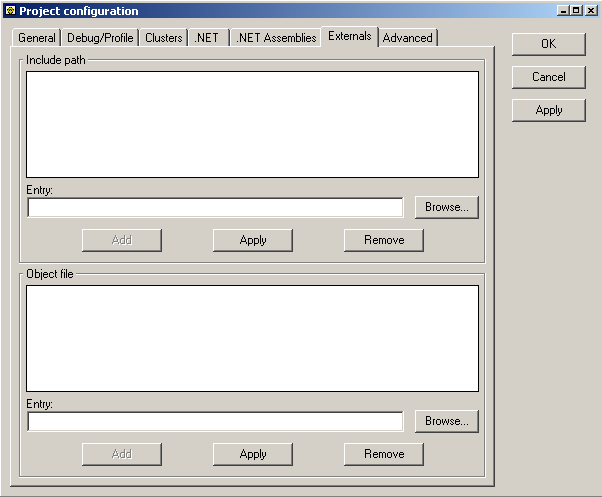 Project configuration
General Debug/Profile Clusters .NET .NET Assemblies Externals Advanced
OK
Cancel
Apply
Include path
Entry:
Browse...
Add Apply Remove
Object file
Entry:
Browse...
Add Apply Remove